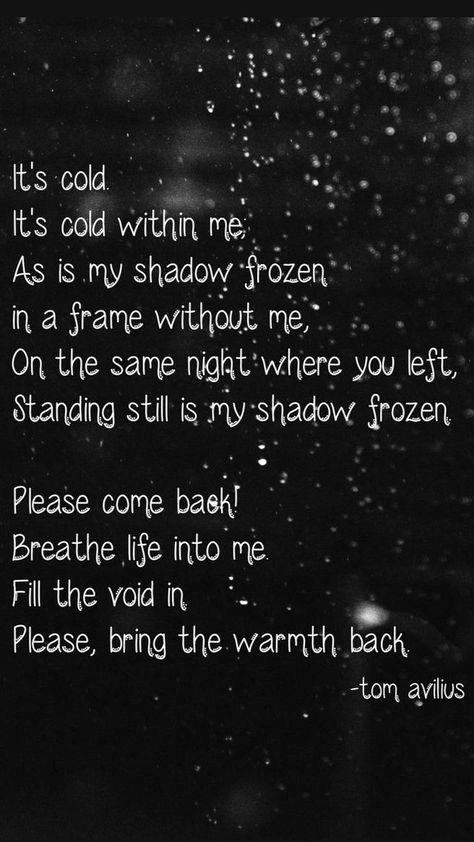 It's cold.
It's cold within me;
As is my shadow frozen
in a frame without me,
On the same night where you left,
Standing still is my shadow frozen.
Please come back!
Breathe life into me.
Fill the void in.
Please, bring the warmth back.
-tom avilius